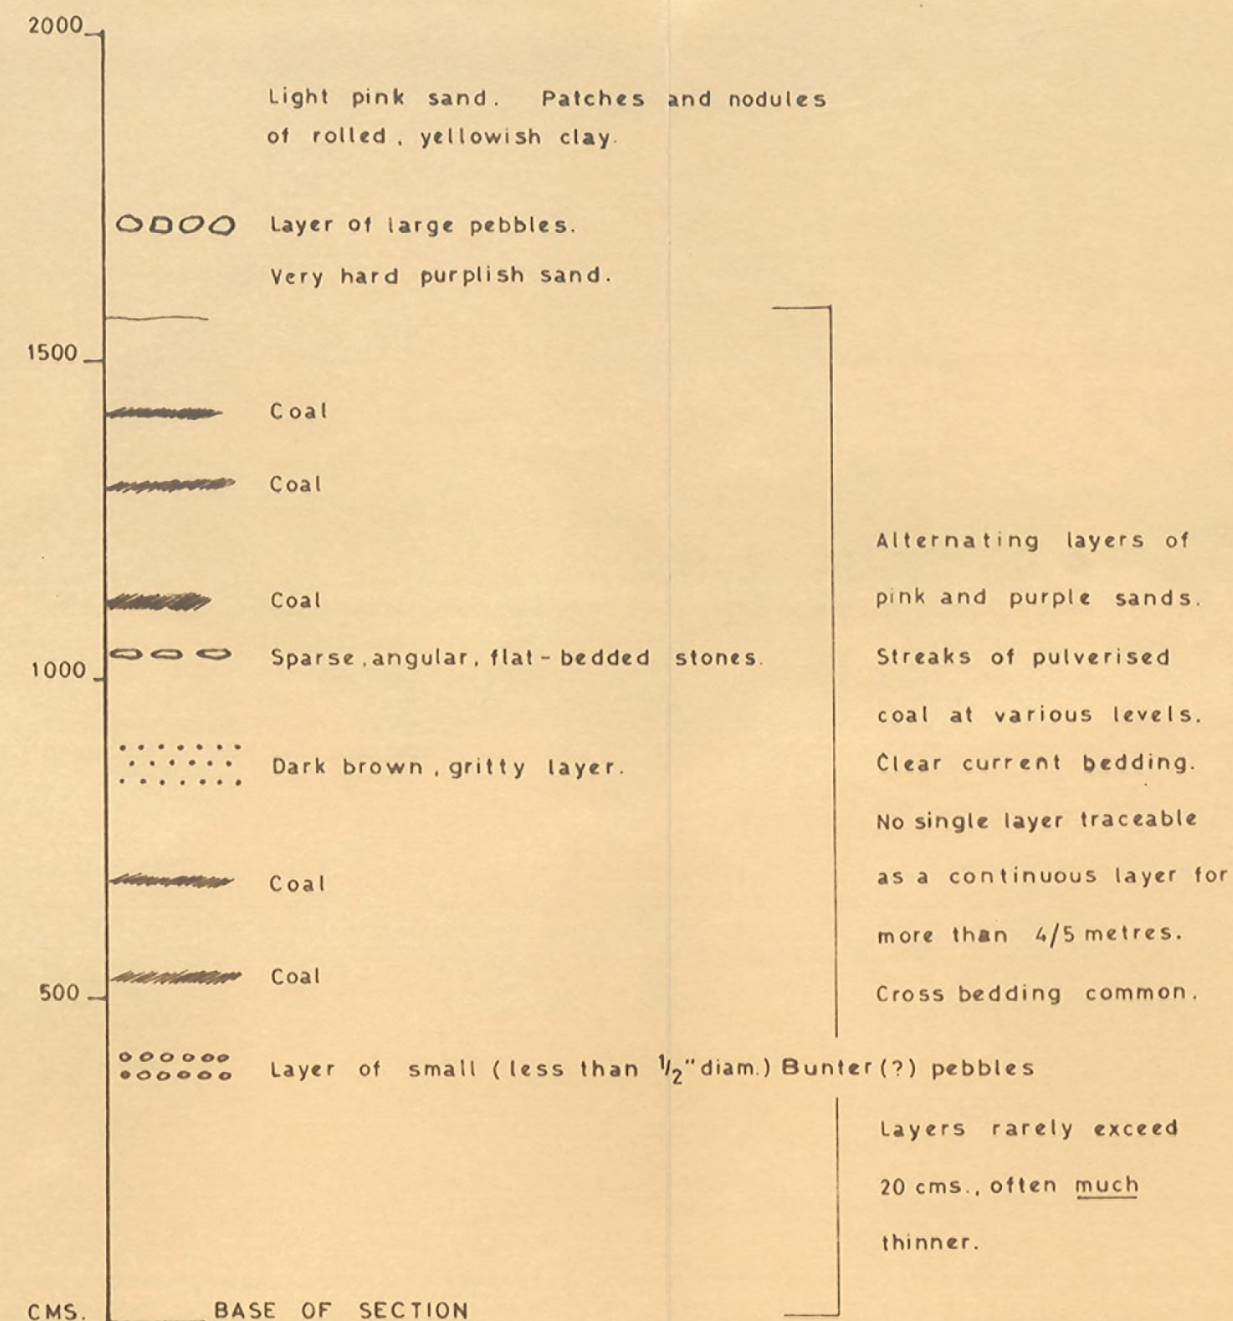 2000
Light pink sand. Patches and nodules
of rolled, yellowish clay.
Layer of large pebbles.
Very hard purplish sand.
1500
Coal
Coal
Coal
Sparse, angular, flat-bedded stones.
1000
Dark brown, gritty layer.
Coal
Coal
500
Layer of small (less than 1/2" diam.) Bunter(?) pebbles
CMS.
BASE OF SECTION
Alternating layers of
pink and purple sands.
Streaks of pulverised
coal at various levels.
Clear current bedding.
No single layer traceable
as a continuous layer for
more than 4/5 metres.
Cross bedding common.
Layers rarely exceed
20 cms., often much
thinner.